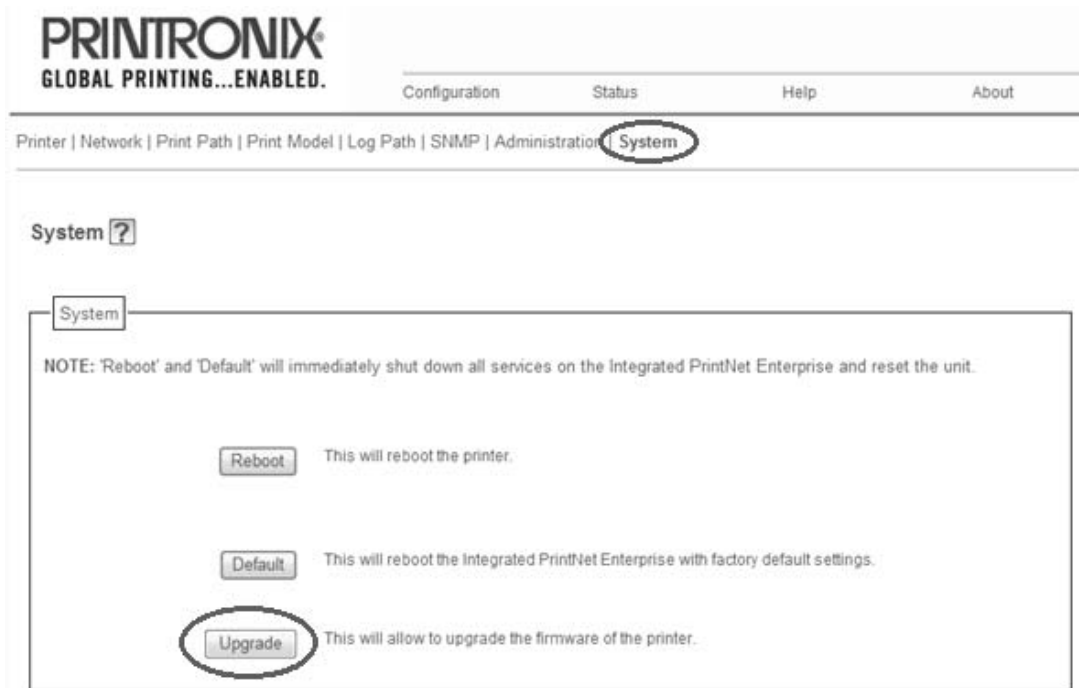 PRINTRONIX®
GLOBAL PRINTING...ENABLED.
Configuration Status Help About
Printer | Network | Print Path | Print Model | Log Path | SNMP | Administration | System
System ?
System
NOTE: 'Reboot' and 'Default' will immediately shut down all services on the Integrated PrintNet Enterprise and reset the unit.
Reboot This will reboot the printer.
Default This will reboot the Integrated PrintNet Enterprise with factory default settings.
Upgrade This will allow to upgrade the firmware of the printer.